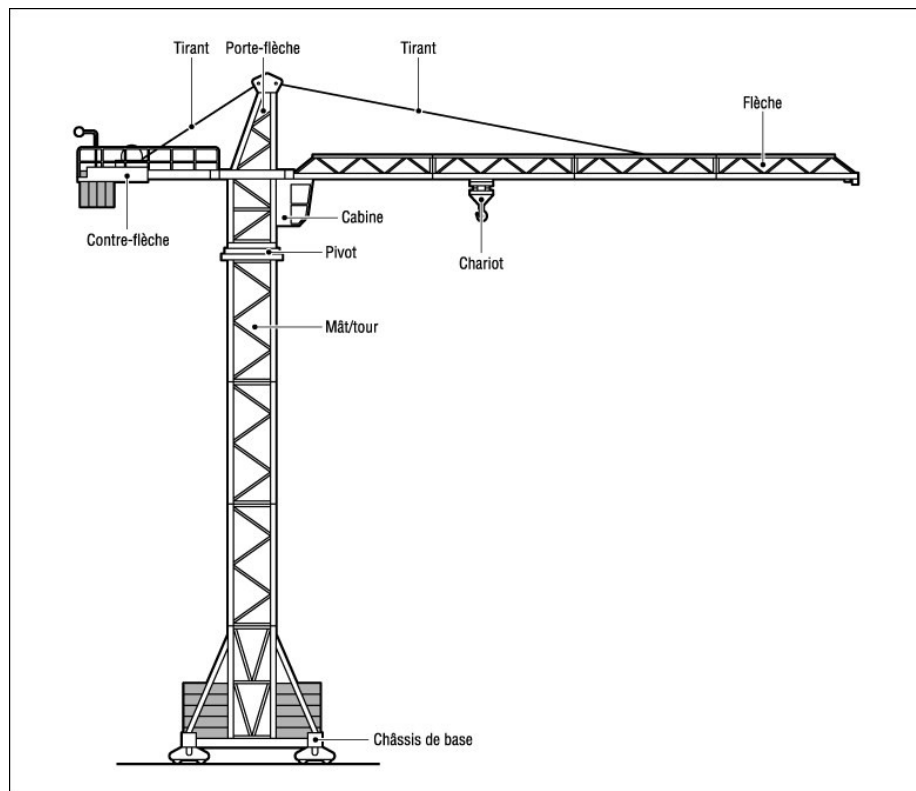 Tirant
Porte-flèche
Tirant
Flèche
Cabine
Contre-flèche
Pivot
Chariot
Mât/tour
Châssis de base